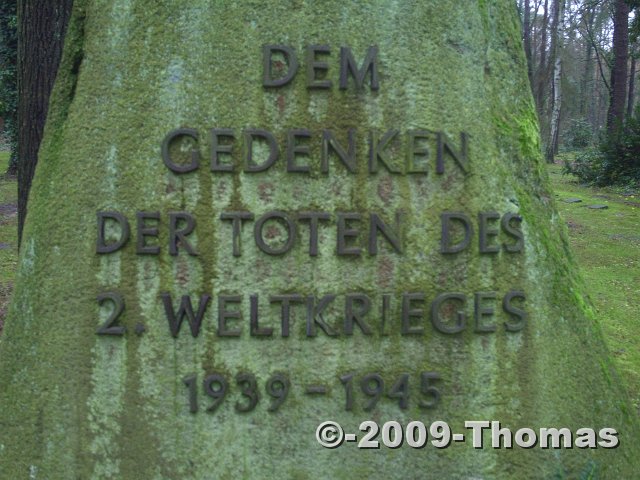 DEM
GEDENKEN
DER TOTEN DES
2. WELTKRIEGES
1939 - 1945
©-2009-Thomas